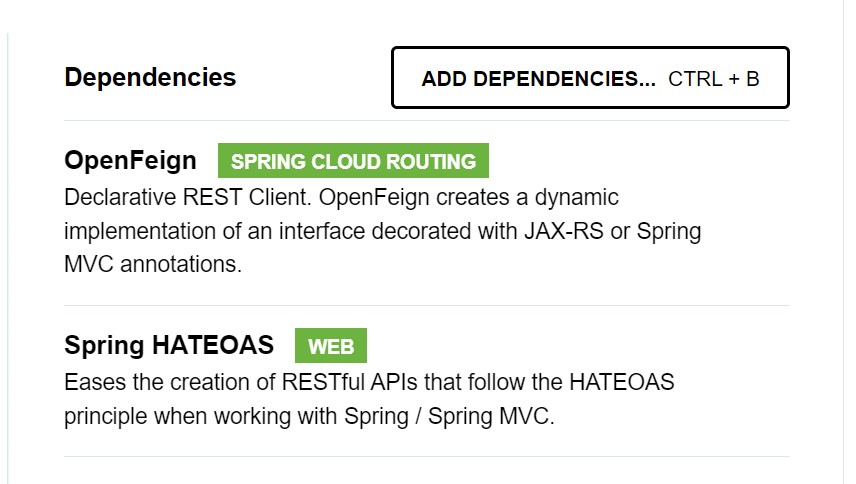 Dependencies
ADD DEPENDENCIES... CTRL + B
OpenFeign SPRING CLOUD ROUTING
Declarative REST Client. OpenFeign creates a dynamic
implementation of an interface decorated with JAX-RS or Spring
MVC annotations.
Spring HATEOAS WEB
Eases the creation of RESTful APIs that follow the HATEOAS
principle when working with Spring / Spring MVC.